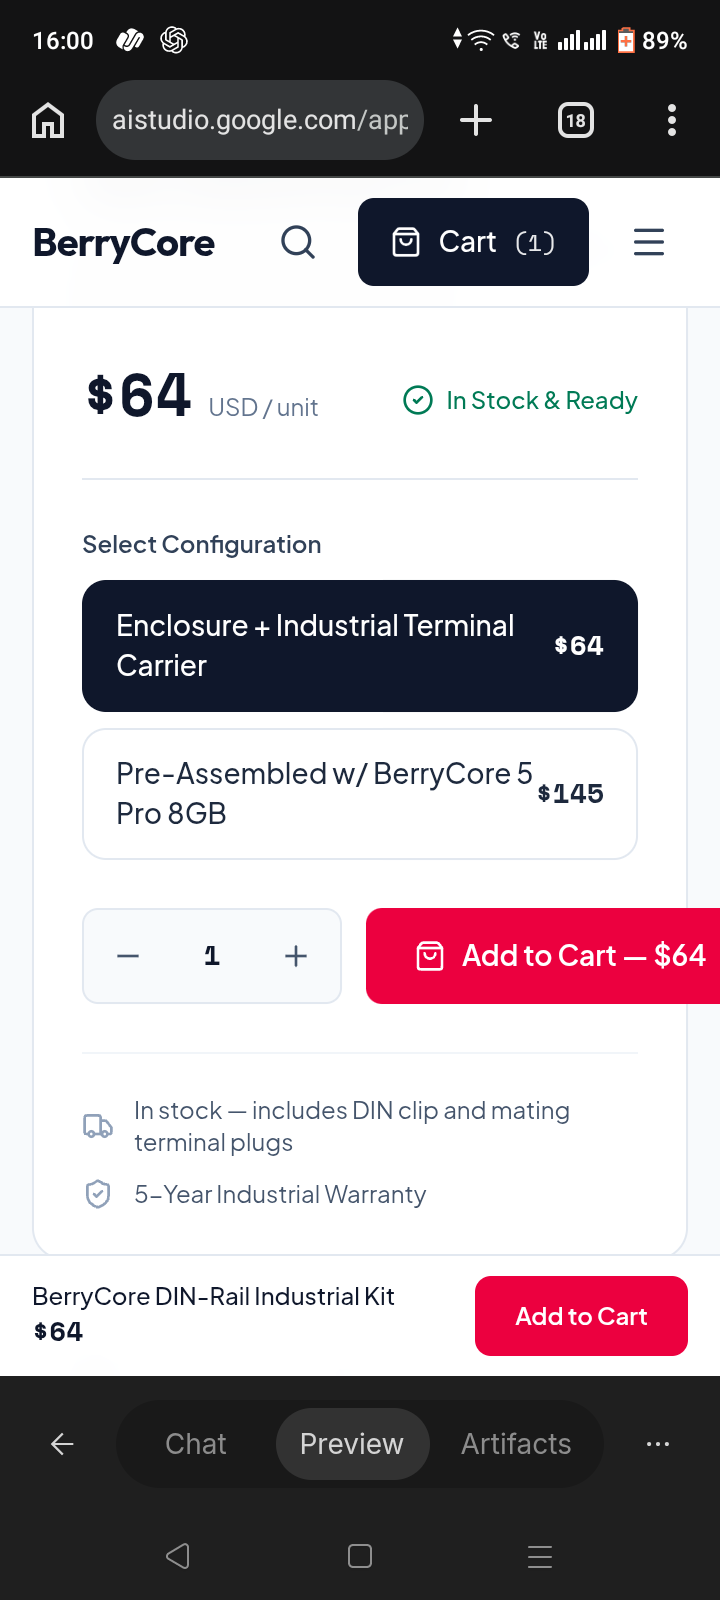 16:00
Vo LTE
89%
aistudio.google.com/app
18
BerryCore
Cart (1)
$64 USD / unit
In Stock & Ready
Select Configuration
Enclosure + Industrial Terminal
Carrier
$64
Pre-Assembled w/ BerryCore 5
Pro 8GB
$145
1
Add to Cart — $64
In stock — includes DIN clip and mating
terminal plugs
5-Year Industrial Warranty
BerryCore DIN-Rail Industrial Kit
$64
Add to Cart
Chat
Preview
Artifacts